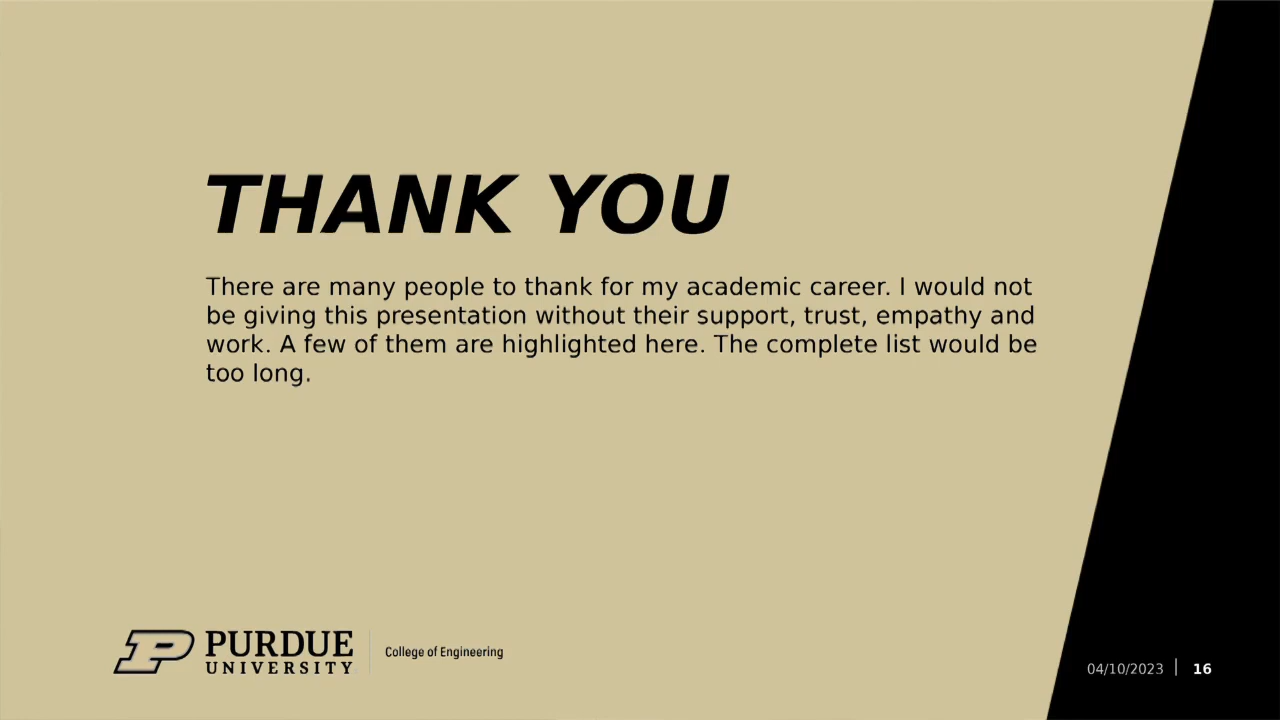 THANK YOU
There are many people to thank for my academic career. I would not
be giving this presentation without their support, trust, empathy and
work. A few of them are highlighted here. The complete list would be
too long.
P PURDUE
UNIVERSITY
College of Engineering
04/10/2023 | 16